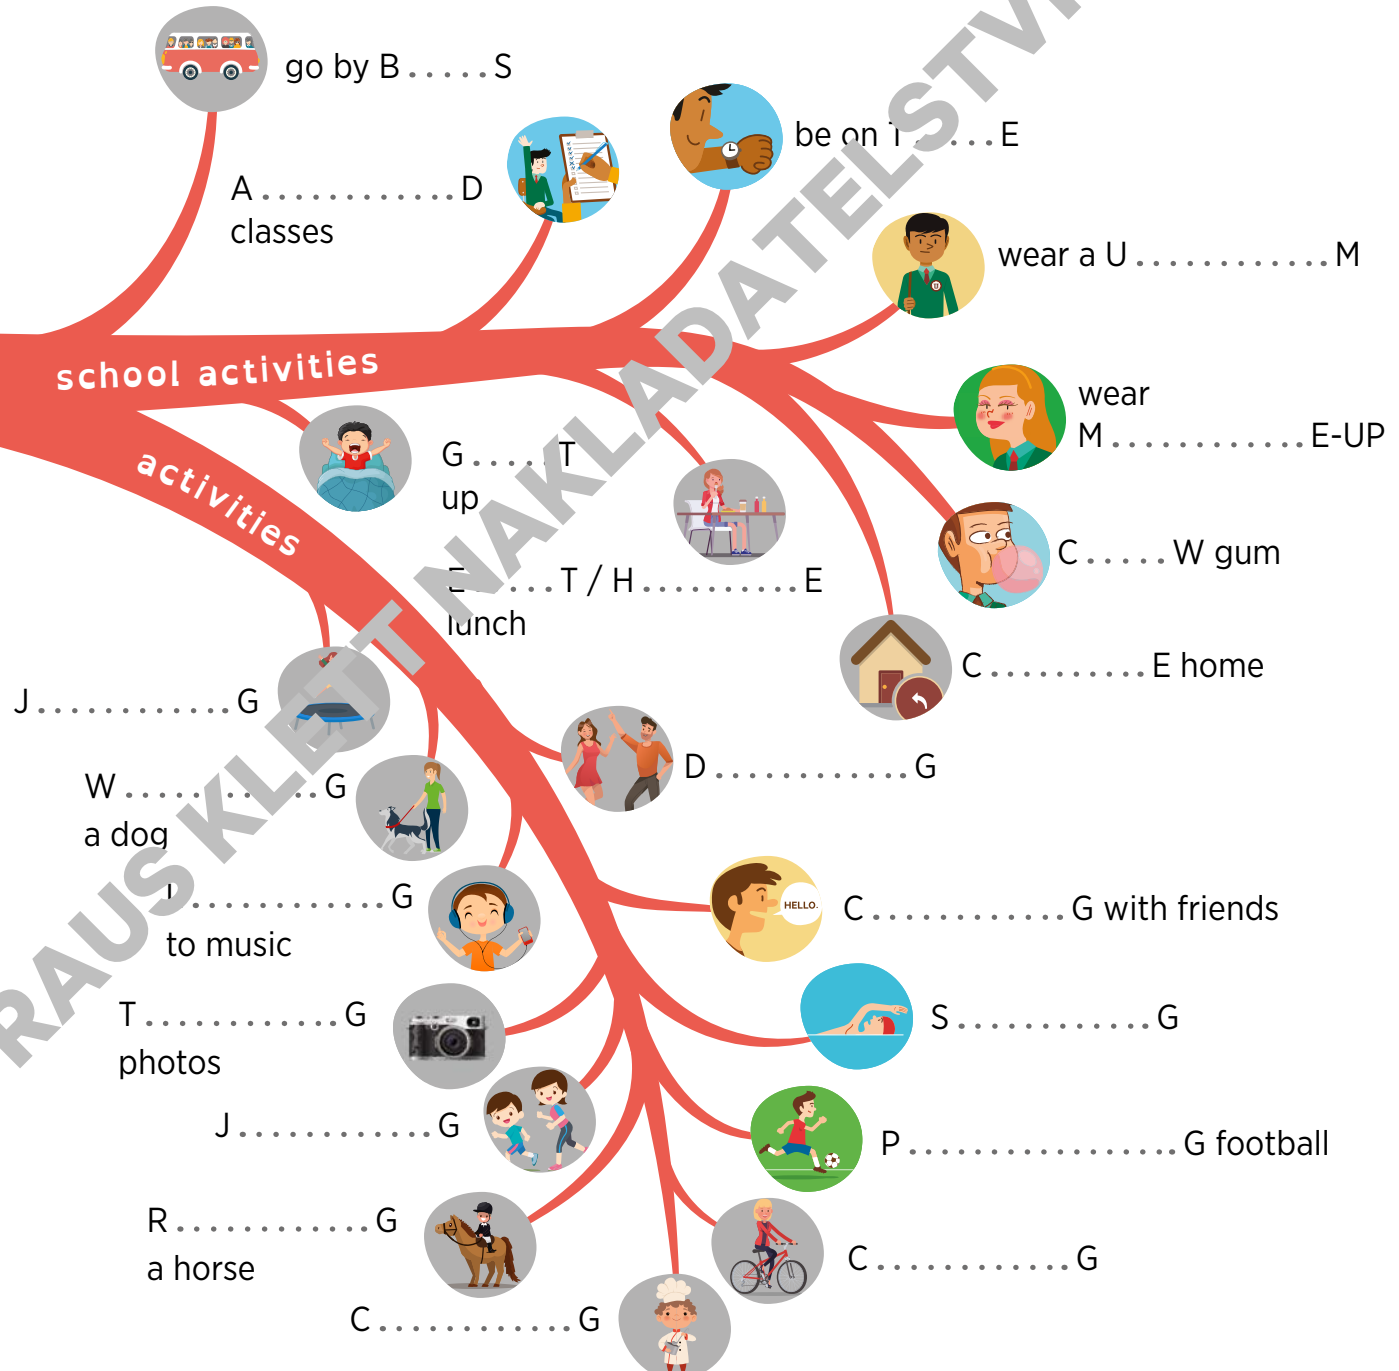 go by B.....S
be on T.....E
A............D
classes
wear a U............M
school activities
wear
M............E-UP
G.....T
up
activities
C.....W gum
E.....T / H..........E
lunch
C..........E home
J............G
D............G
W............G
a dog
L............G
to music
HELLO.
C............G with friends
T............G
photos
S............G
J............G
P.................G football
R............G
a horse
C............G
C............G
RAUS KLETT NAKLADATELSTV